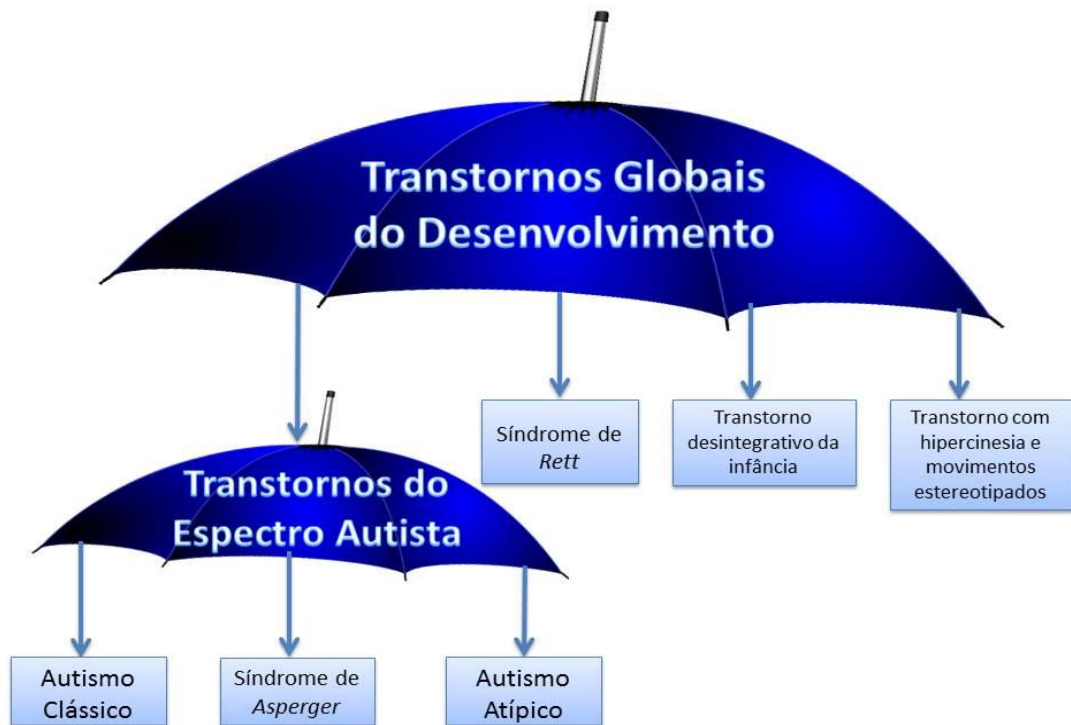 Transtornos Globais
do Desenvolvimento
Síndrome de
Rett
Transtorno
desintegrativo da
infância
Transtorno com
hipercinesia e
movimentos
estereotipados
Transtornos do
Espectro Autista
Autismo
Clássico
Síndrome de
Asperger
Autismo
Atípico